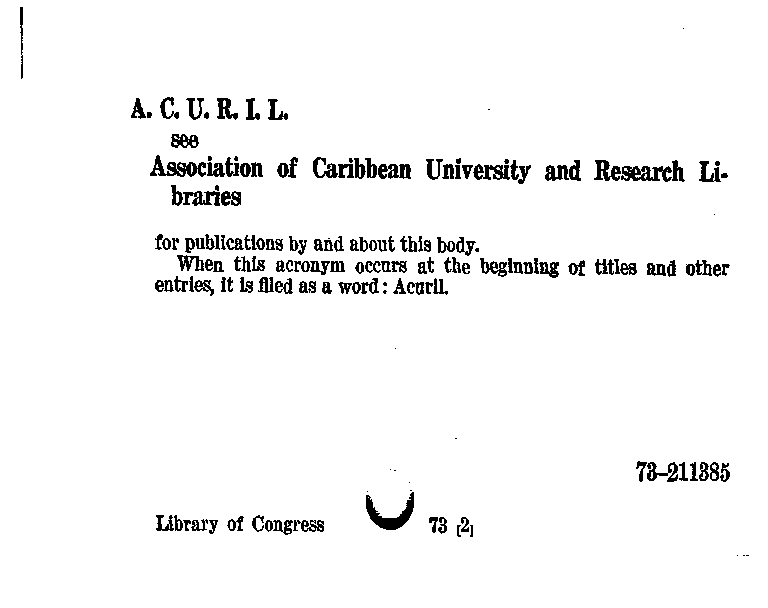 A. C. U. R. I. L.
see
Association of Caribbean University and Research Li-
braries
for publications by and about this body.
When this acronym occurs at the beginning of titles and other
entries, it is filed as a word : Acuril.
73–211385
Library of Congress 73 [2]